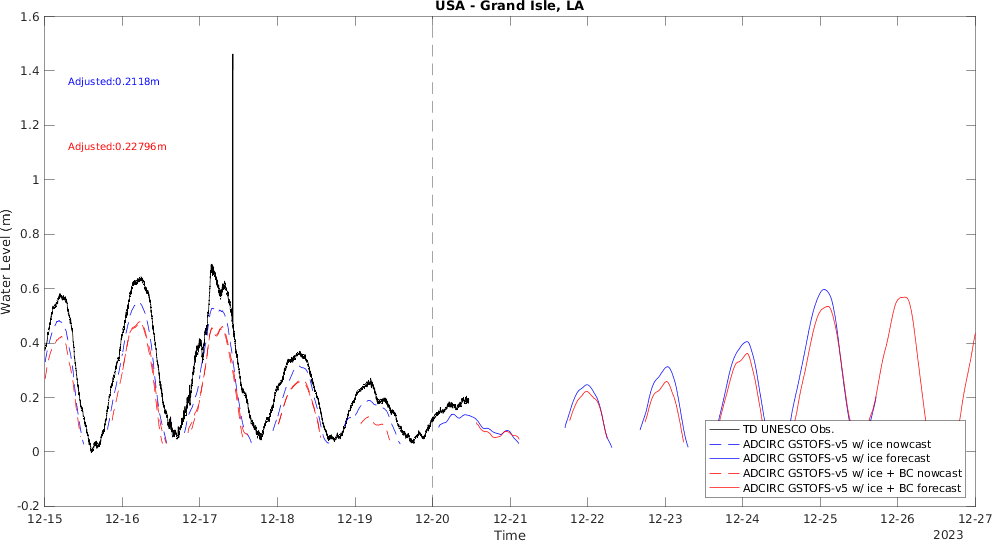 USA - Grand Isle, LA
1.6
1.4
1.2
1
0.8
0.6
0.4
0.2
0
-0.2
Water Level (m)
Adjusted:0.2118m
Adjusted:0.22796m
TD UNESCO Obs.
ADCIRC GSTOFS-v5 w/ ice nowcast
ADCIRC GSTOFS-v5 w/ ice forecast
ADCIRC GSTOFS-v5 w/ ice + BC nowcast
ADCIRC GSTOFS-v5 w/ ice + BC forecast
12-15 12-16 12-17 12-18 12-19 12-20 12-21 12-22 12-23 12-24 12-25 12-26 12-27
Time
2023